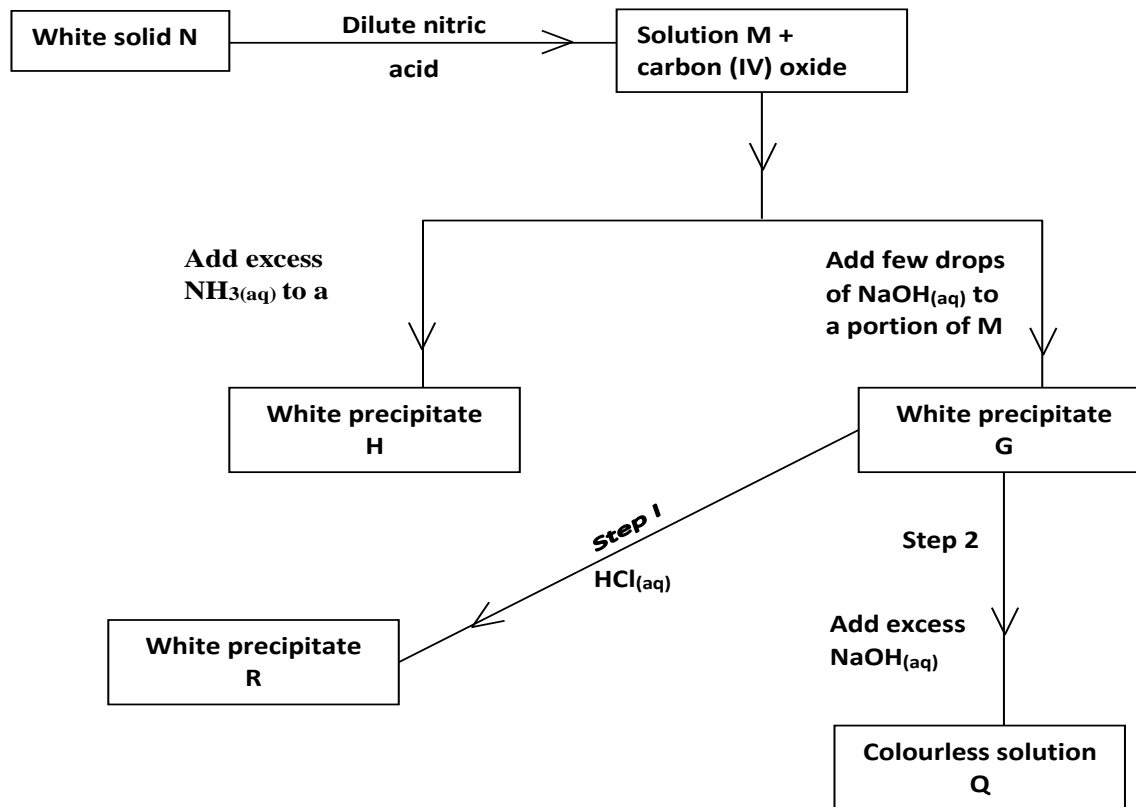 White solid N
Dilute nitric
acid
Solution M +
carbon (IV) oxide
Add excess
NH3(aq) to a
Add few drops
of NaOH(aq) to
a portion of M
White precipitate
H
White precipitate
G
Step I
HCl(aq)
Step 2
Add excess
NaOH(aq)
White precipitate
R
Colourless solution
Q